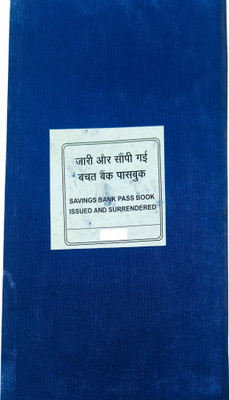 जारी और सौंपी गई
बचत बैंक पासबुक
SAVINGS BANK PASS BOOK
ISSUED AND SURRENDERED